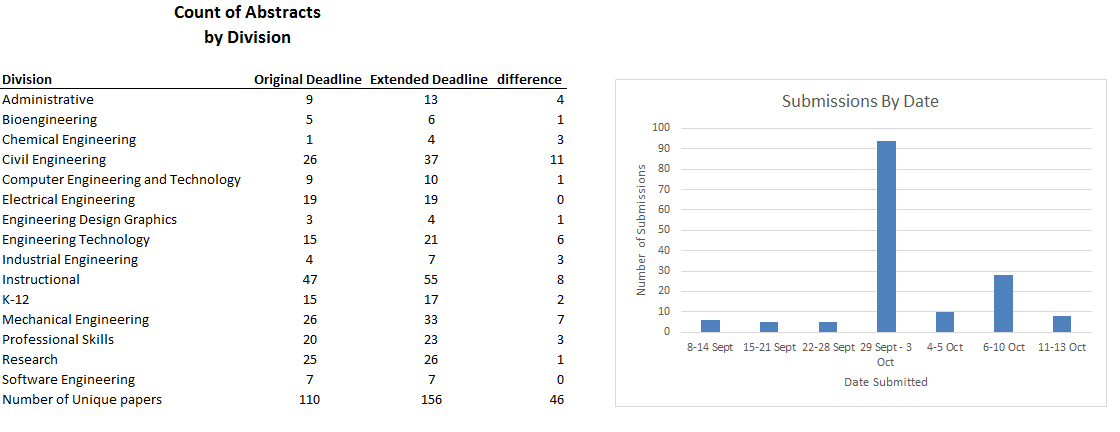 Count of Abstracts
by Division
Division Original Deadline Extended Deadline difference
Administrative 9 13 4
Bioengineering 5 6 1
Chemical Engineering 1 4 3
Civil Engineering 26 37 11
Computer Engineering and Technology 9 10 1
Electrical Engineering 19 19 0
Engineering Design Graphics 3 4 1
Engineering Technology 15 21 6
Industrial Engineering 4 7 3
Instructional 47 55 8
K-12 15 17 2
Mechanical Engineering 26 33 7
Professional Skills 20 23 3
Research 25 26 1
Software Engineering 7 7 0
Number of Unique papers 110 156 46
Submissions By Date
Number of Submissions
100
90
80
70
60
50
40
30
20
10
0
8-14 Sept 15-21 Sept 22-28 Sept 29 Sept - 3 4-5 Oct 6-10 Oct 11-13 Oct
Oct
Date Submitted